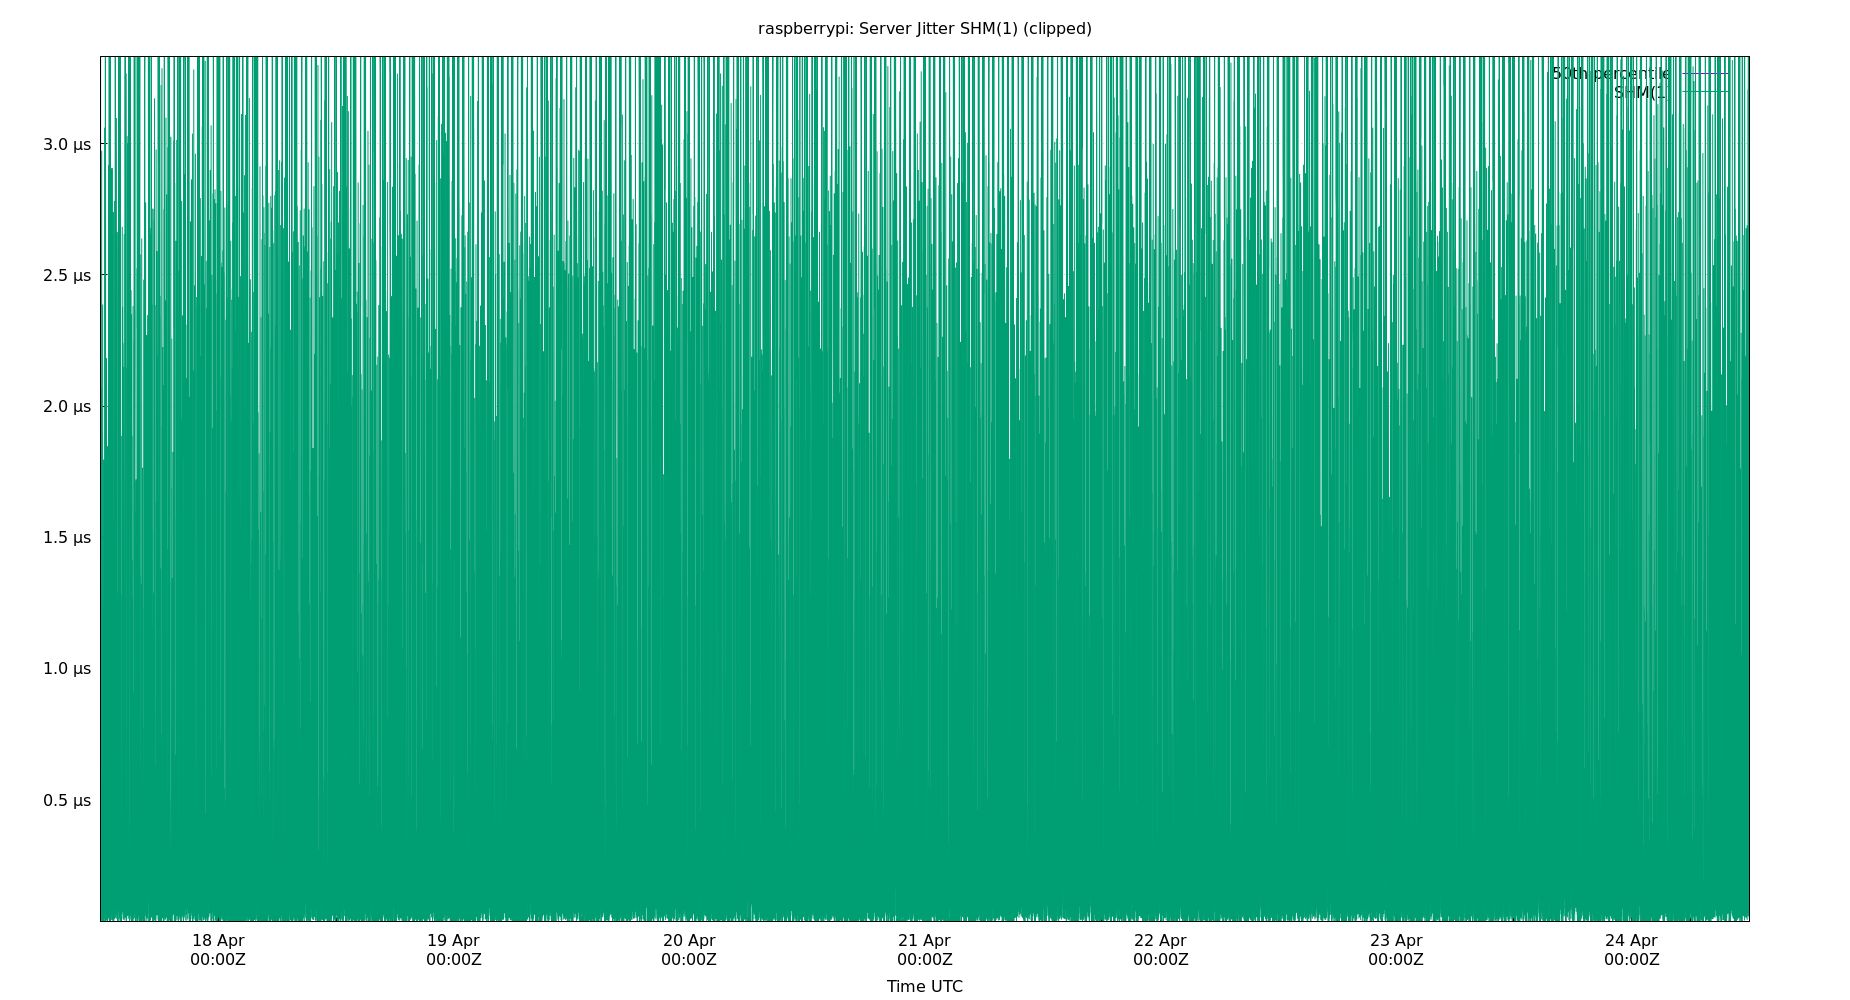 raspberrypi: Server Jitter SHM(1) (clipped)
50th percentile
SHM(1)
3.0 μs
2.5 μs
2.0 μs
1.5 μs
1.0 μs
0.5 μs
18 Apr 19 Apr 20 Apr 21 Apr 22 Apr 23 Apr 24 Apr
00:00Z 00:00Z 00:00Z 00:00Z 00:00Z 00:00Z 00:00Z
Time UTC